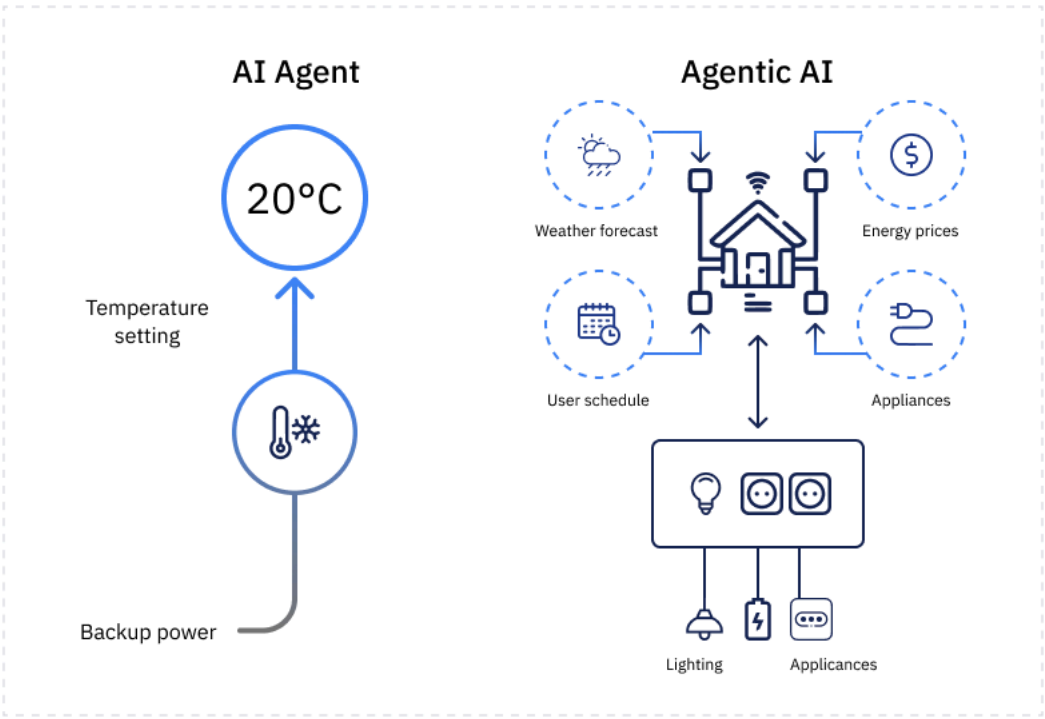 AI Agent
20°C
Temperature
setting
Backup power
Agentic AI
Weather forecast
Energy prices
User schedule
Appliances
Lighting
Applicances